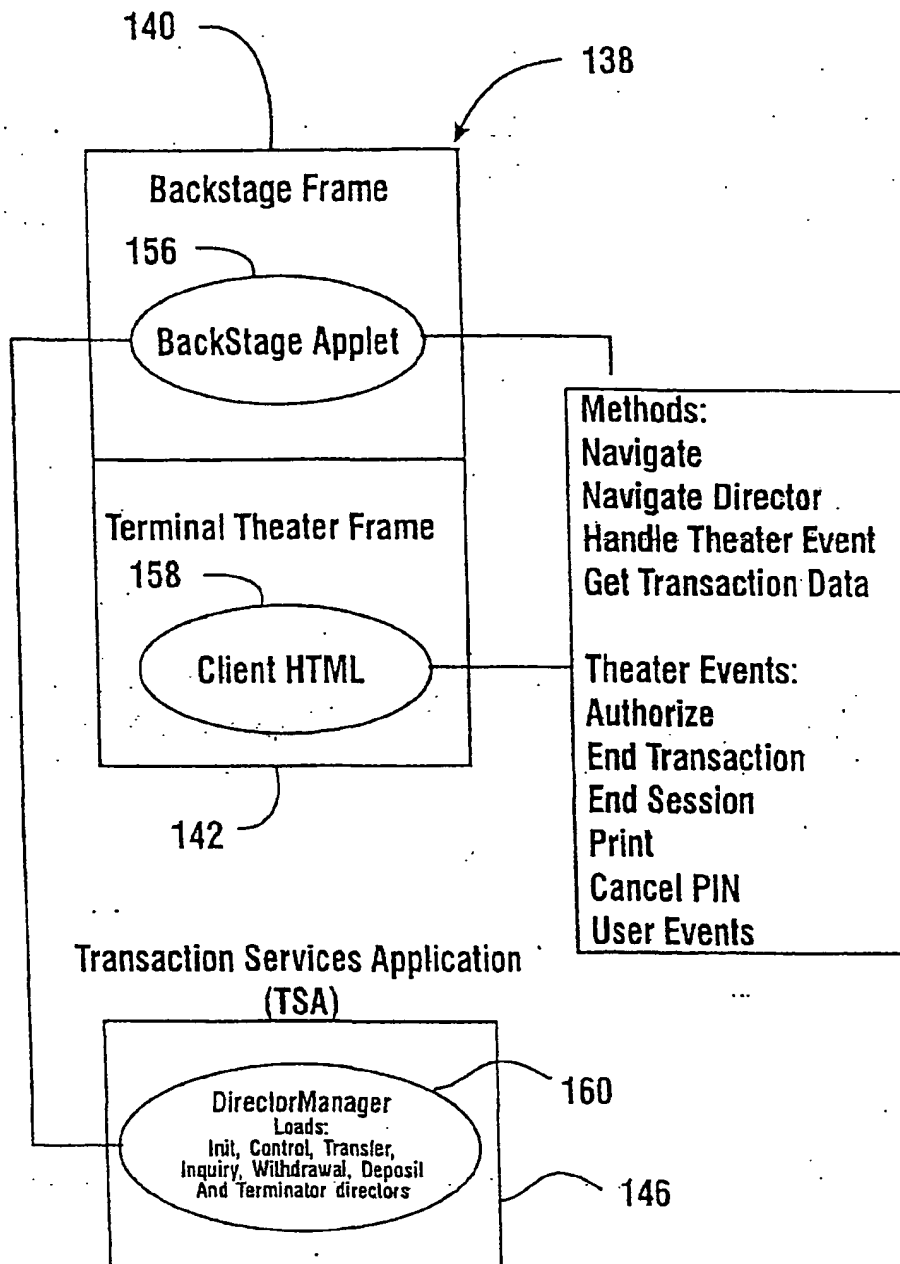 140
138
Backstage Frame
156
BackStage Applet
Methods:
Navigate
Navigate Director
Handle Theater Event
Get Transaction Data
Terminal Theater Frame
158
Client HTML
Theater Events:
Authorize
End Transaction
End Session
Print
Cancel PIN
User Events
142
Transaction Services Application
(TSA)
160
DirectorManager
Loads:
Init, Control, Transfer,
Inquiry, Withdrawal, Deposit
And Terminator directors
146